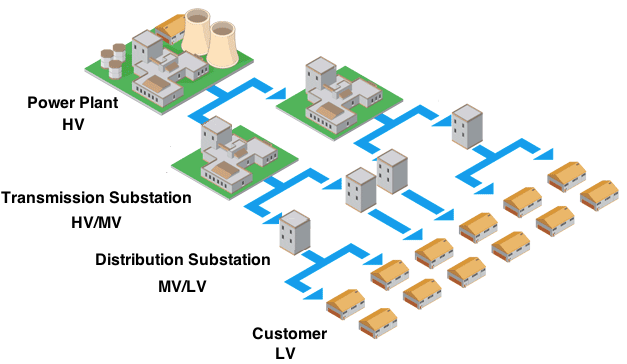 Power Plant
HV
Transmission Substation
HV/MV
Distribution Substation
MV/LV
Customer
LV